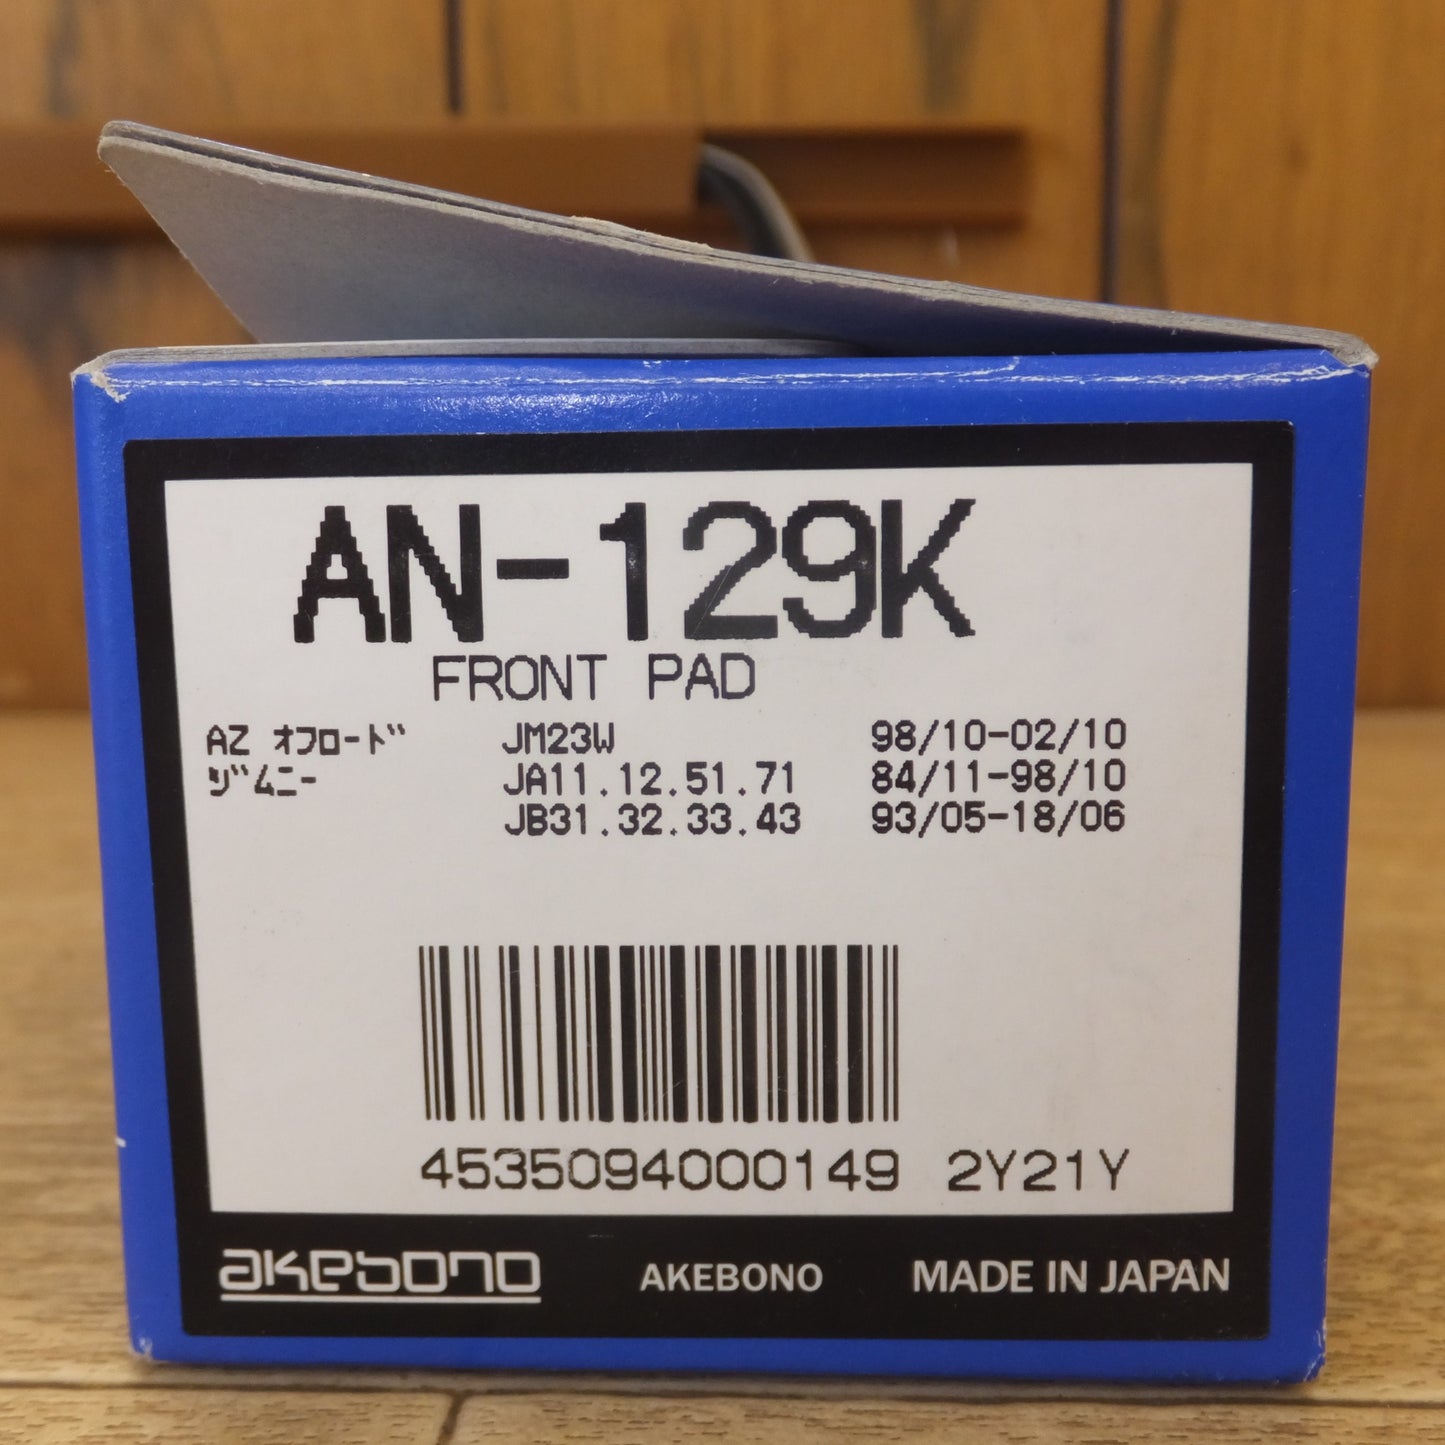 AN-129K
FRONT PAD
AZ ｵﾌﾛｰﾄﾞ JM23W 98/10-02/10
ｼﾞﾑﾆｰ JA11.12.51.71 84/11-98/10
JB31.32.33.43 93/05-18/06
4535094000149 2Y21Y
akebono AKEBONO MADE IN JAPAN